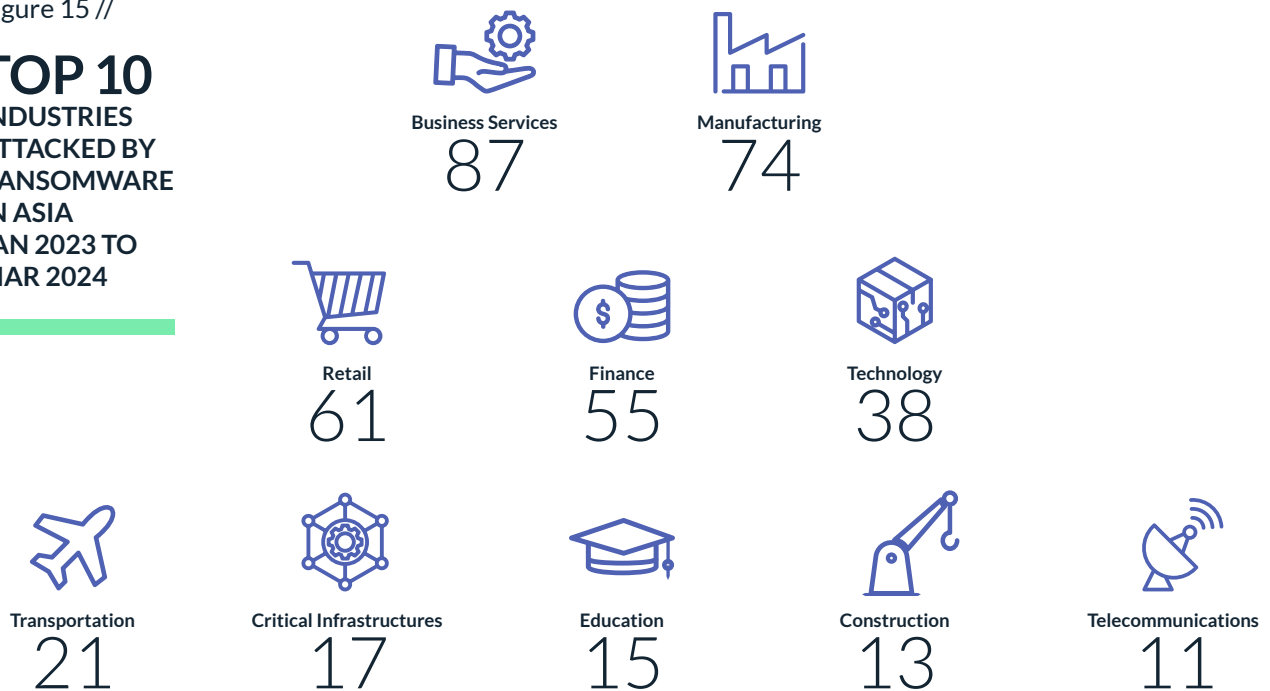 gure 15 //
TOP 10
NDUSTRIES
TTACKED BY
ANSOMWARE
N ASIA
AN 2023 TO
MAR 2024
Business Services
87
Manufacturing
74
Retail
61
$
Finance
55
Technology
38
Transportation
21
Critical Infrastructures
17
Education
15
Construction
13
Telecommunications
11